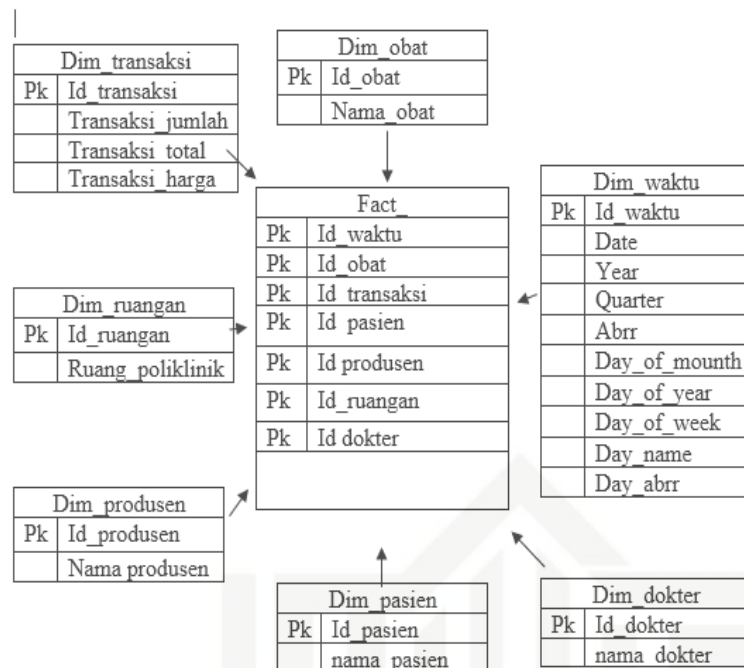 Dim_transaksi
Pk Id_transaksi
Transaksi_jumlah
Transaksi_total
Transaksi_harga
Dim_obat
Pk Id_obat
Nama_obat
Fact_
Pk Id_waktu
Pk Id_obat
Pk Id_transaksi
Pk Id_pasien
Pk Id produsen
Pk Id_ruangan
Pk Id dokter
Dim_waktu
Pk Id_waktu
Date
Year
Quarter
Abrr
Day_of_mounth
Day_of_year
Day_of_week
Day_name
Day_abrr
Dim_ruangan
Pk Id_ruangan
Ruang_poliklinik
Dim_produsen
Pk Id_produsen
Nama produsen
Dim_pasien
Pk Id_pasien
nama_pasien
Dim_dokter
Pk Id_dokter
nama_dokter